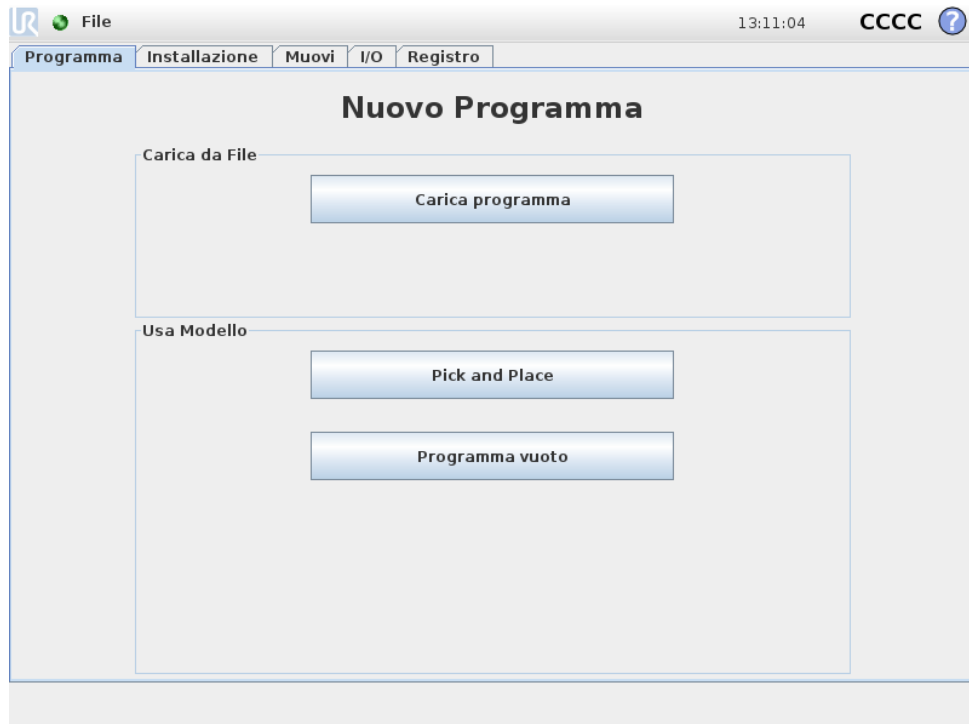 UR File 13:11:04 CCCC ?
Programma Installazione Muovi I/O Registro
Nuovo Programma
Carica da File
Carica programma
Usa Modello
Pick and Place
Programma vuoto